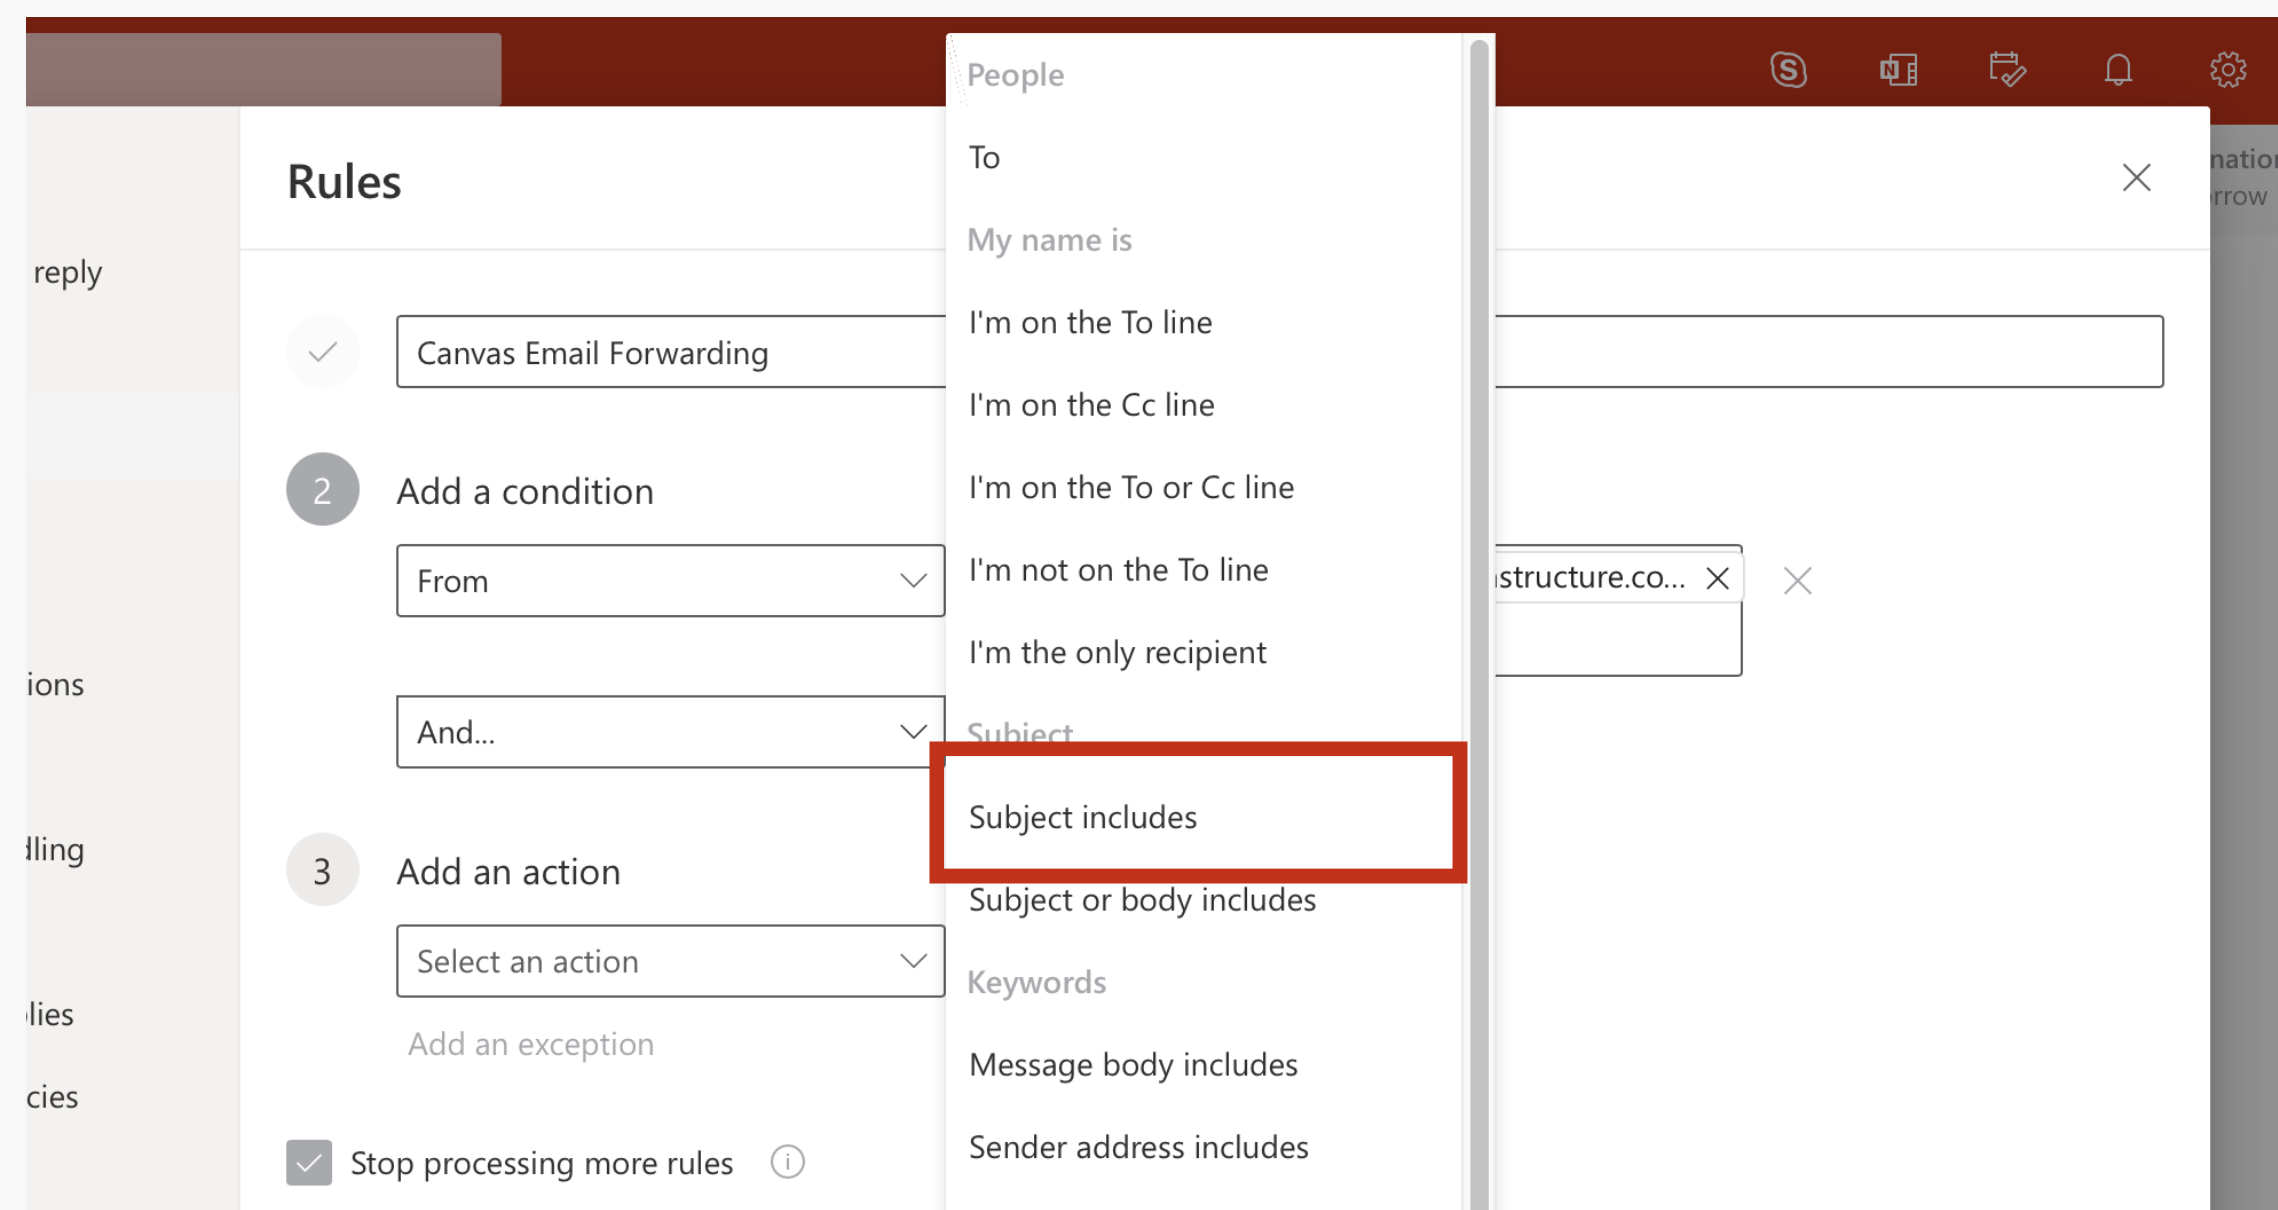 People
To
My name is
I'm on the To line
I'm on the Cc line
I'm on the To or Cc line
I'm not on the To line
I'm the only recipient
Subject
Subject includes
Subject or body includes
Keywords
Message body includes
Sender address includes
Rules
Canvas Email Forwarding
2 Add a condition
From
structure.co...
And...
3 Add an action
Select an action
Add an exception
Stop processing more rules
reply
ions
dling
lies
cies
nation
rrow